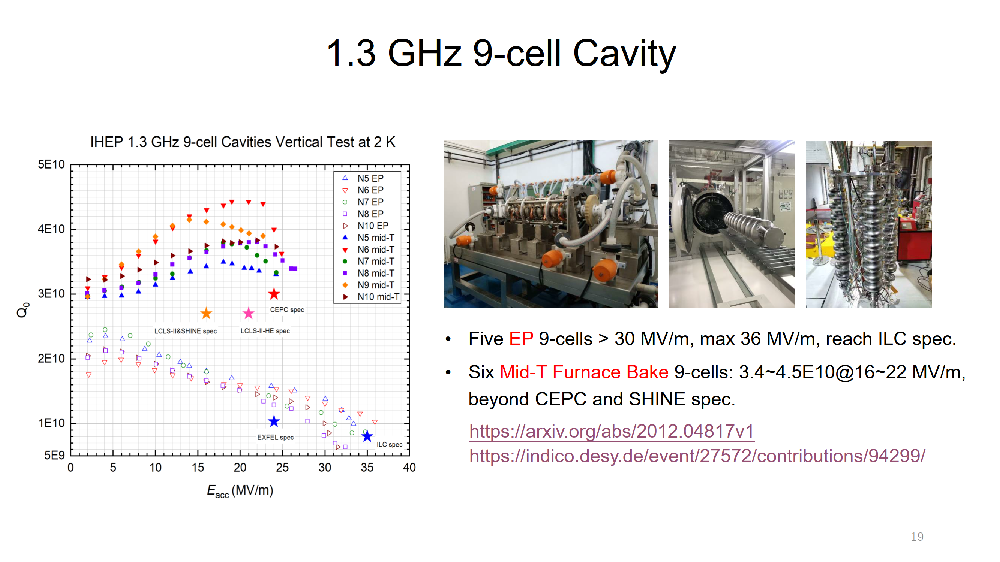 1.3 GHz 9-cell Cavity
IHEP 1.3 GHz 9-cell Cavities Vertical Test at 2 K
5E10
4E10
3E10
2E10
1E10
5E9
Q0
0 5 10 15 20 25 30 35 40
Eacc (MV/m)
N5 EP
N6 EP
N7 EP
N8 EP
N10 EP
N5 mid-T
N6 mid-T
N7 mid-T
N8 mid-T
N9 mid-T
N10 mid-T
CEPC spec
LCLS-II&SHINE spec
LCLS-II-HE spec
EXFEL spec
ILC spec
• Five EP 9-cells > 30 MV/m, max 36 MV/m, reach ILC spec.
• Six Mid-T Furnace Bake 9-cells: 3.4~4.5E10@16~22 MV/m,
beyond CEPC and SHINE spec.
https://arxiv.org/abs/2012.04817v1
https://indico.desy.de/event/27572/contributions/94299/
19